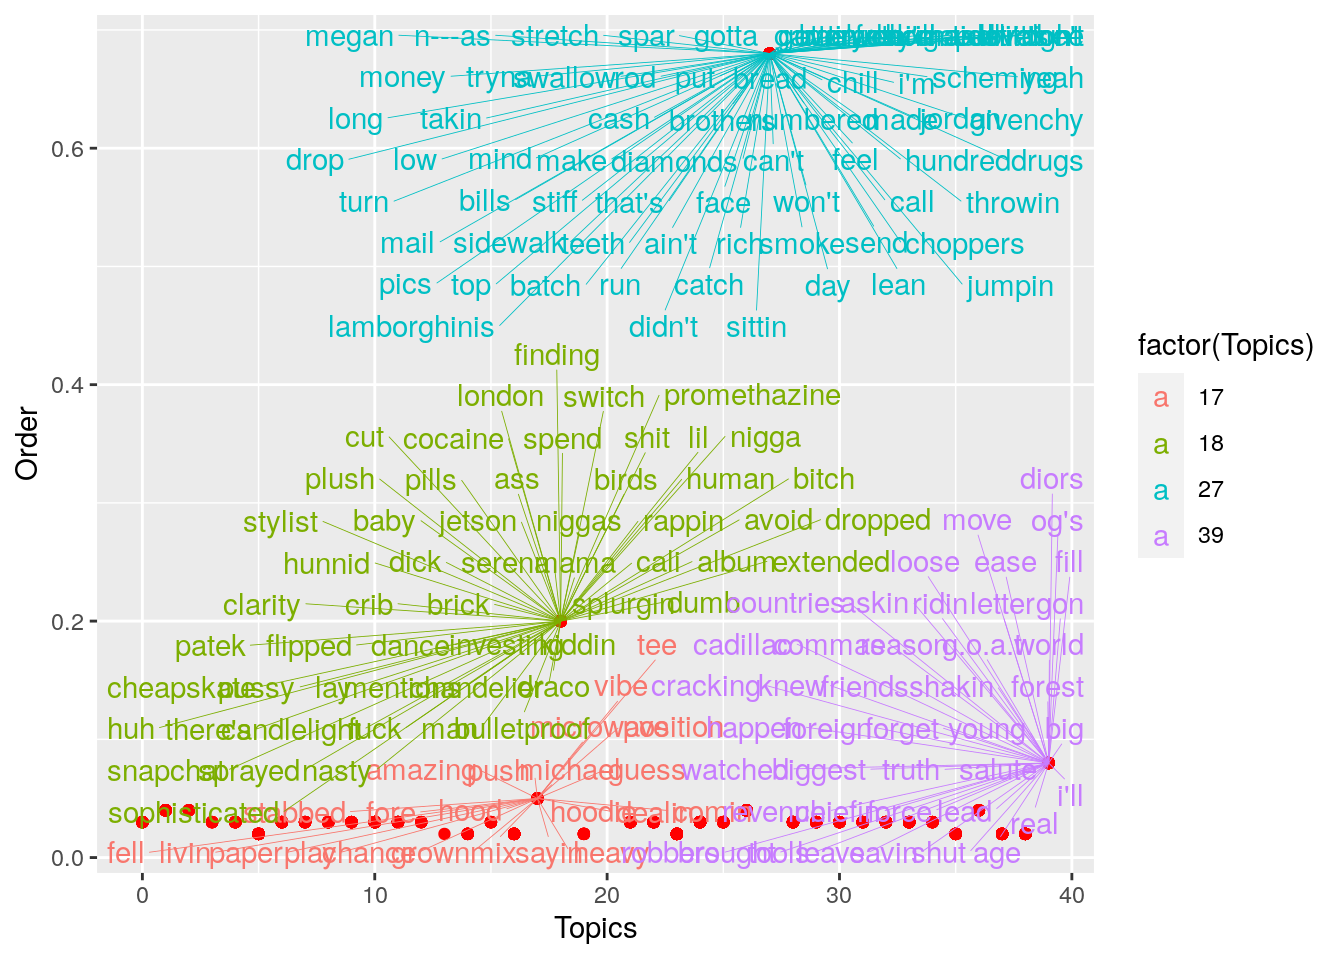 megan n---as stretch spar gotta
money tryna swallow rod put bread chill i'm scheming yeah
long takin cash brothers numbered made jordan givenchy
0.6
drop low mind make diamonds can't feel hundred drugs
turn bills stiff that's face won't call throwin
mail sidewalk teeth ain't rich smoke send choppers
pics top batch run catch day lean jumpin
lamborghinis didn't sittin
finding
factor(Topics)
0.4
london switch promethazine
a 17
cut cocaine spend shit lil nigga
a 18
plush pills ass birds human bitch diors
a 27
stylist baby jetson niggas rappin avoid dropped move og's
a 39
hunnid dick serena mama cali album extended loose ease fill
clarity crib brick splurgin dumb countries askin ridin letter gon
0.2
patek flipped dance investing kiddin tee cadillac commas reason g.o.a.t world
cheapskate pussy lay mentions chandelier draco vibe cracking knew friends shakin forest
huh there's candlelight fuck man bulletproof microwave position happen foreign forget young big
snapchat sprayed nasty amazing push michael guess watched biggest truth salute
i'll
sophisticated stubbed fore hood hoodie dealin comin revenue chiefin force lead real
0.0
fell livin paper play chance grown mix sayin heavy robbers brought tools leave savin shut age
0 10 20 30 40
Topics
Order